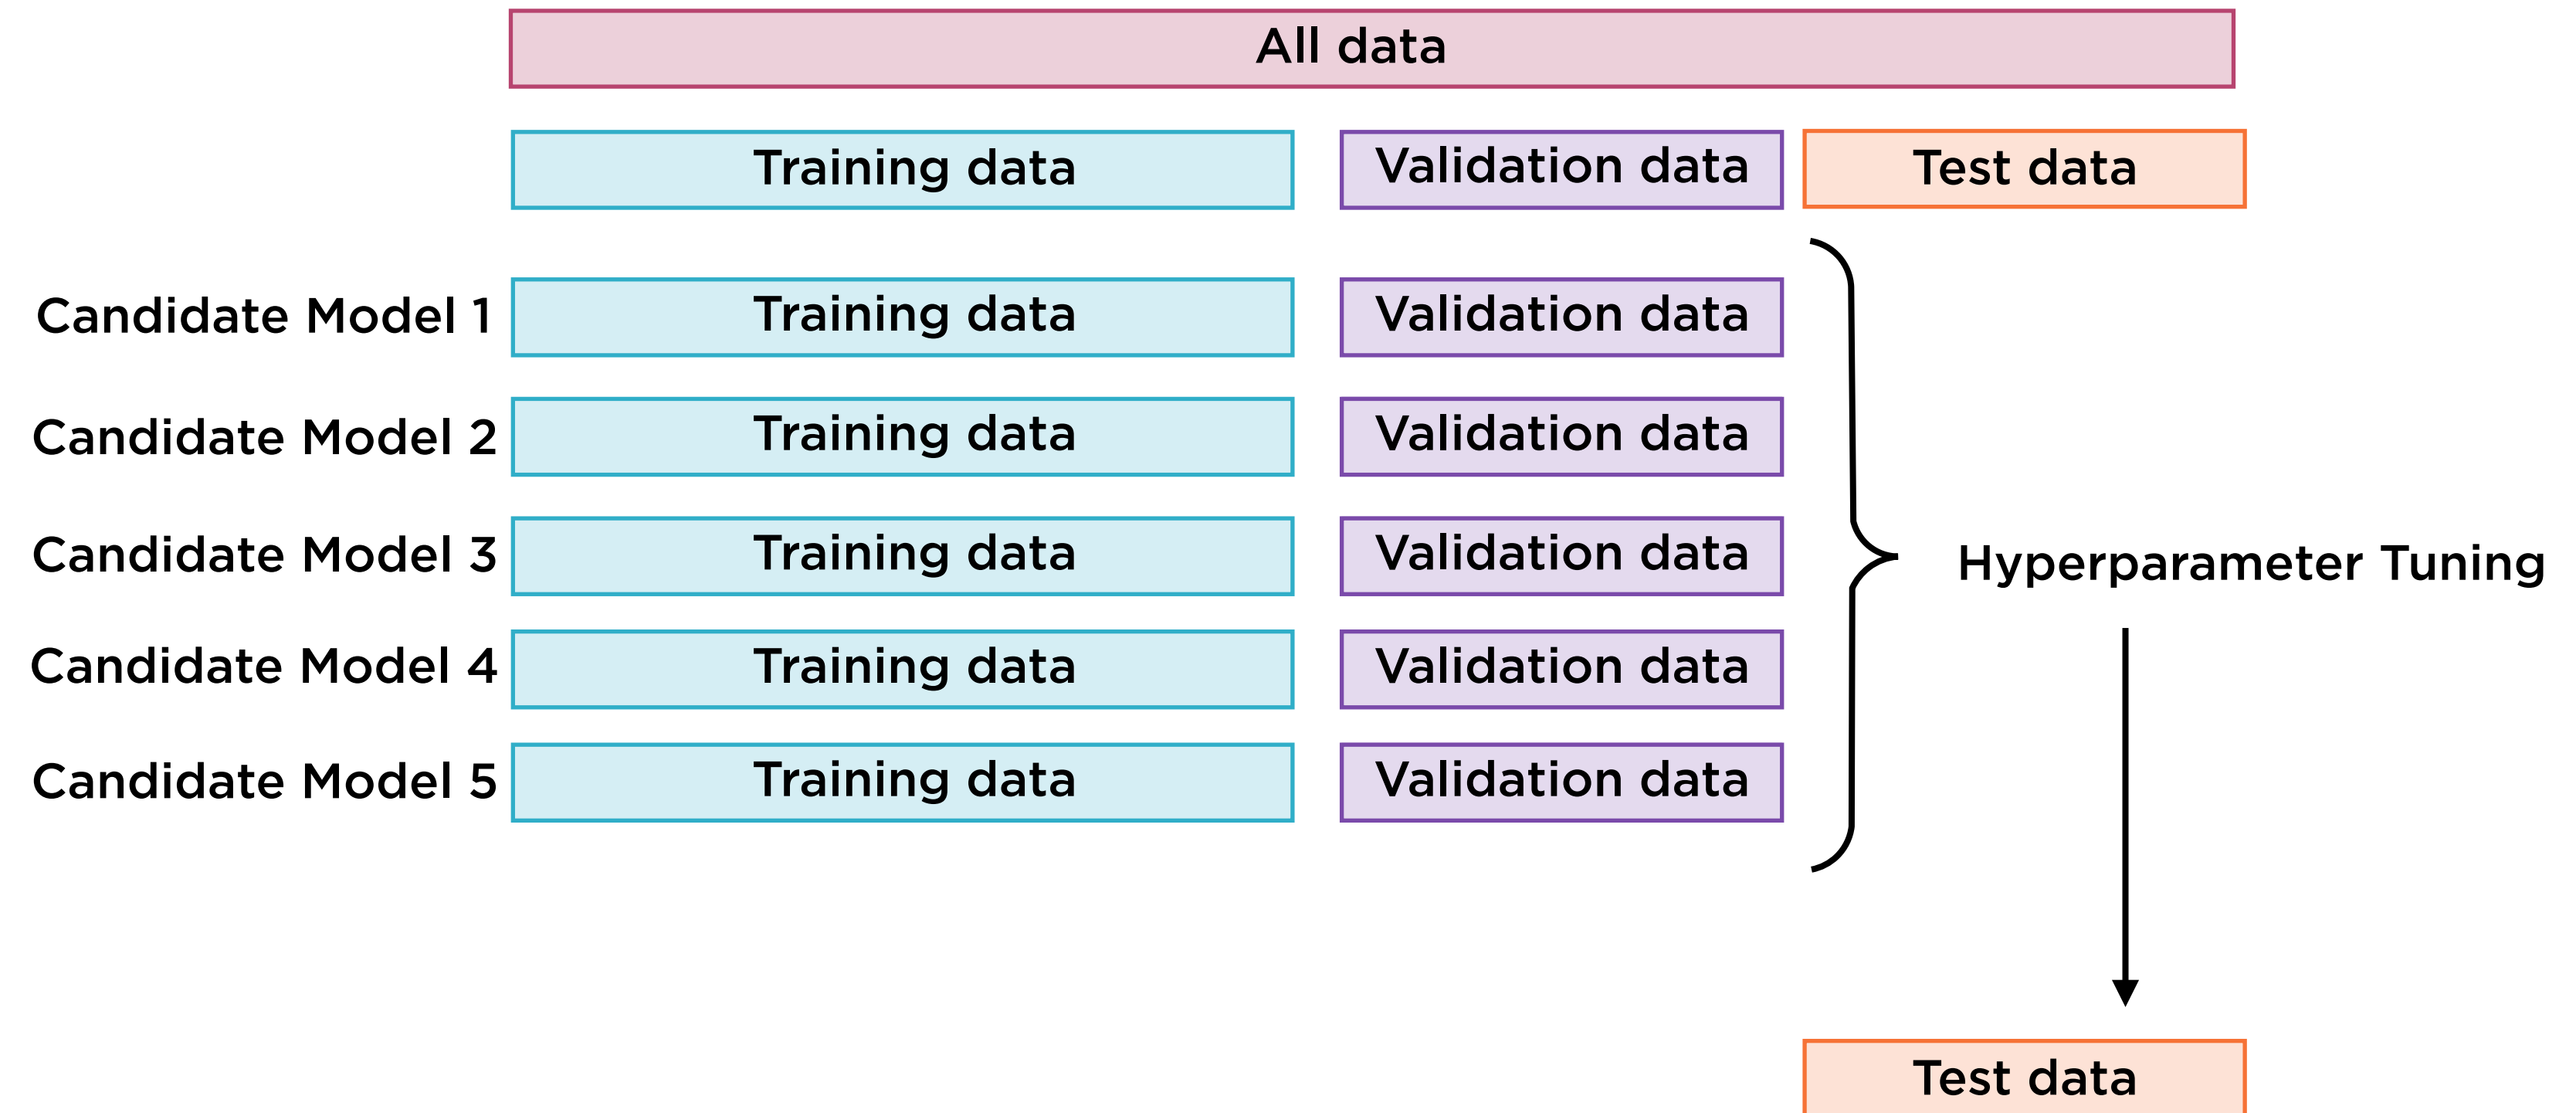 All data
Training data Validation data Test data
Candidate Model 1 Training data Validation data
Candidate Model 2 Training data Validation data
Candidate Model 3 Training data Validation data
Hyperparameter Tuning
Candidate Model 4 Training data Validation data
Candidate Model 5 Training data Validation data
Test data